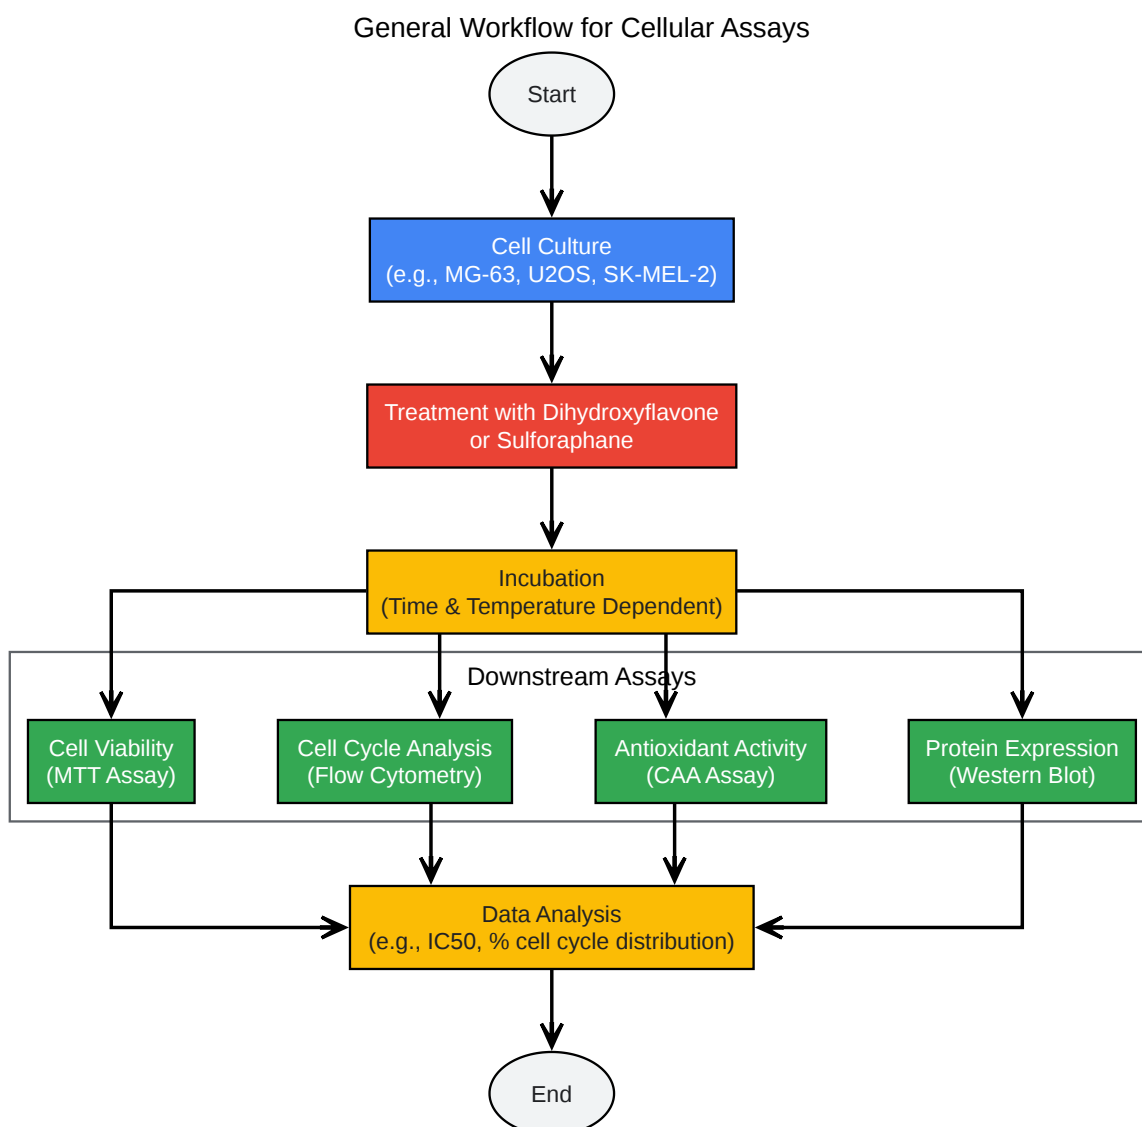 General Workflow for Cellular Assays
Start
Cell Culture
(e.g., MG-63, U2OS, SK-MEL-2)
Treatment with Dihydroxyflavone
or Sulforaphane
Incubation
(Time & Temperature Dependent)
Downstream Assays
Cell Viability
(MTT Assay)
Cell Cycle Analysis
(Flow Cytometry)
Antioxidant Activity
(CAA Assay)
Protein Expression
(Western Blot)
Data Analysis
(e.g., IC50, % cell cycle distribution)
End